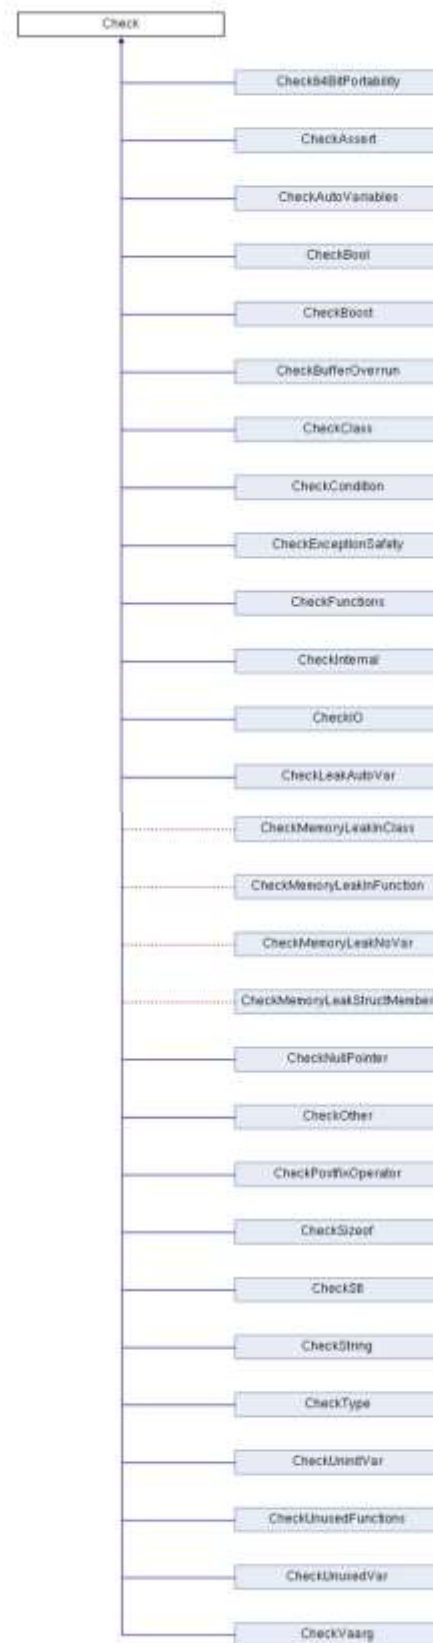 Check
Check64BitPortability
CheckAssert
CheckAutoVariables
CheckBool
CheckBoost
CheckBufferOverrun
CheckClass
CheckCondition
CheckExceptionSafety
CheckFunctions
CheckInternal
CheckIO
CheckLeakAutoVar
CheckMemoryLeakInClass
CheckMemoryLeakInFunction
CheckMemoryLeakNoVar
CheckMemoryLeakStructMember
CheckNullPointer
CheckOther
CheckPostfixOperator
CheckSizeof
CheckStl
CheckString
CheckType
CheckUninitVar
CheckUnusedFunctions
CheckUnusedVar
CheckVaarg